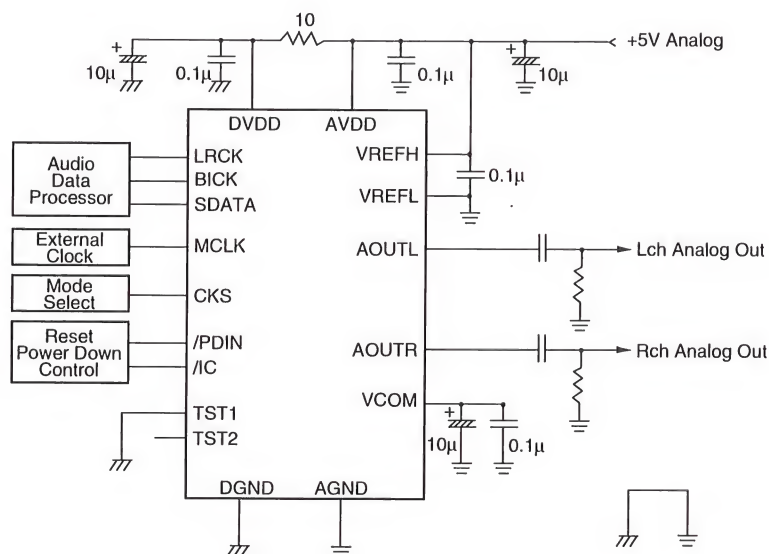 10
+5V Analog
+
10μ
0.1μ
0.1μ
+
10μ
DVDD
AVDD
Audio
Data
Processor
LRCK
BICK
SDATA
VREFH
0.1μ
VREFL
External
Clock
MCLK
AOUTL
Lch Analog Out
Mode
Select
CKS
Reset
Power Down
Control
/PDIN
/IC
AOUTR
Rch Analog Out
VCOM
+
10μ
0.1μ
TST1
TST2
DGND
AGND